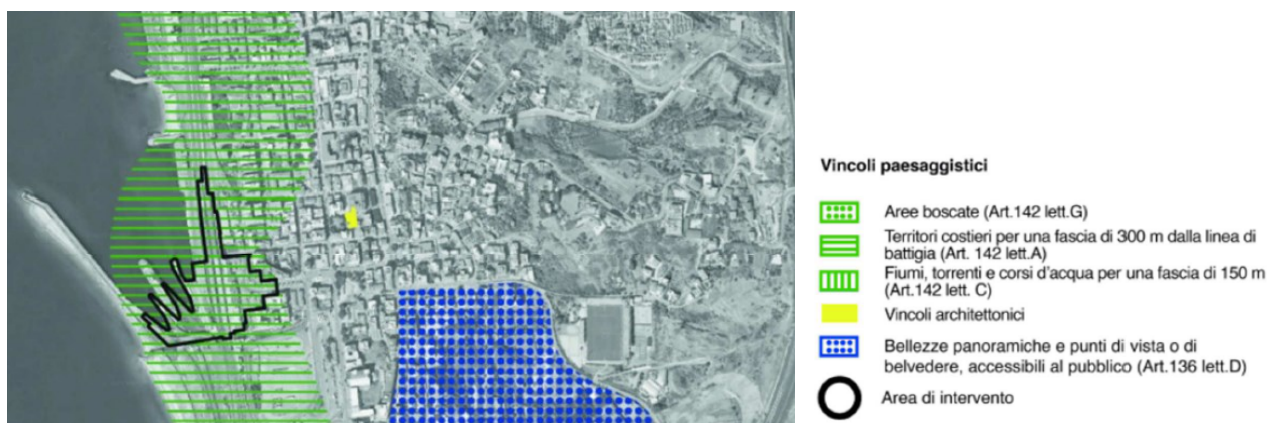 Vincoli paesaggistici
Aree boscate (Art.142 lett.G)
Territori costieri per una fascia di 300 m dalla linea di
battigia (Art. 142 lett.A)
Fiumi, torrenti e corsi d'acqua per una fascia di 150 m
(Art.142 lett. C)
Vincoli architettonici
Bellezze panoramiche e punti di vista o di
belvedere, accessibili al pubblico (Art.136 lett.D)
Area di intervento